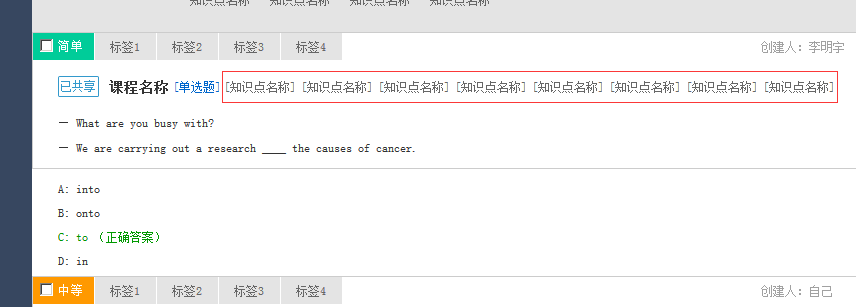 知识点名称 知识点名称 知识点名称 知识点名称
简单 标签1 标签2 标签3 标签4 创建人：李明宇
已共享 课程名称 [单选题] [知识点名称] [知识点名称] [知识点名称] [知识点名称] [知识点名称] [知识点名称] [知识点名称] [知识点名称]
— What are you busy with?
— We are carrying out a research ____ the causes of cancer.
A: into
B: onto
C: to （正确答案）
D: in
中等 标签1 标签2 标签3 标签4 创建人：自己